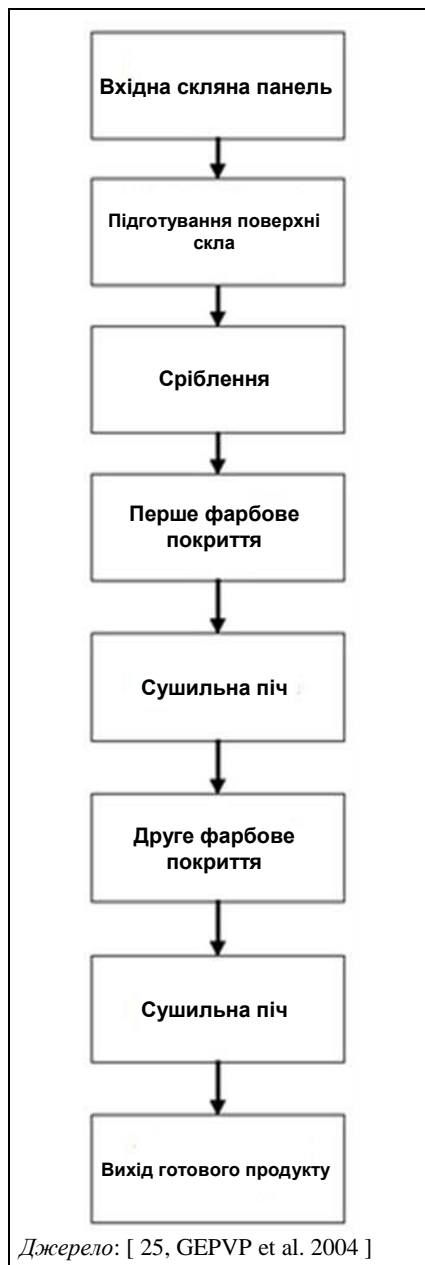 Вхідна скляна панель
Підготування поверхні
скла
Сріблення
Перше фарбове
покриття
Сушильна піч
Друге фарбове
покриття
Сушильна піч
Вихід готового продукту
Джерело: [ 25, GEPVP et al. 2004 ]